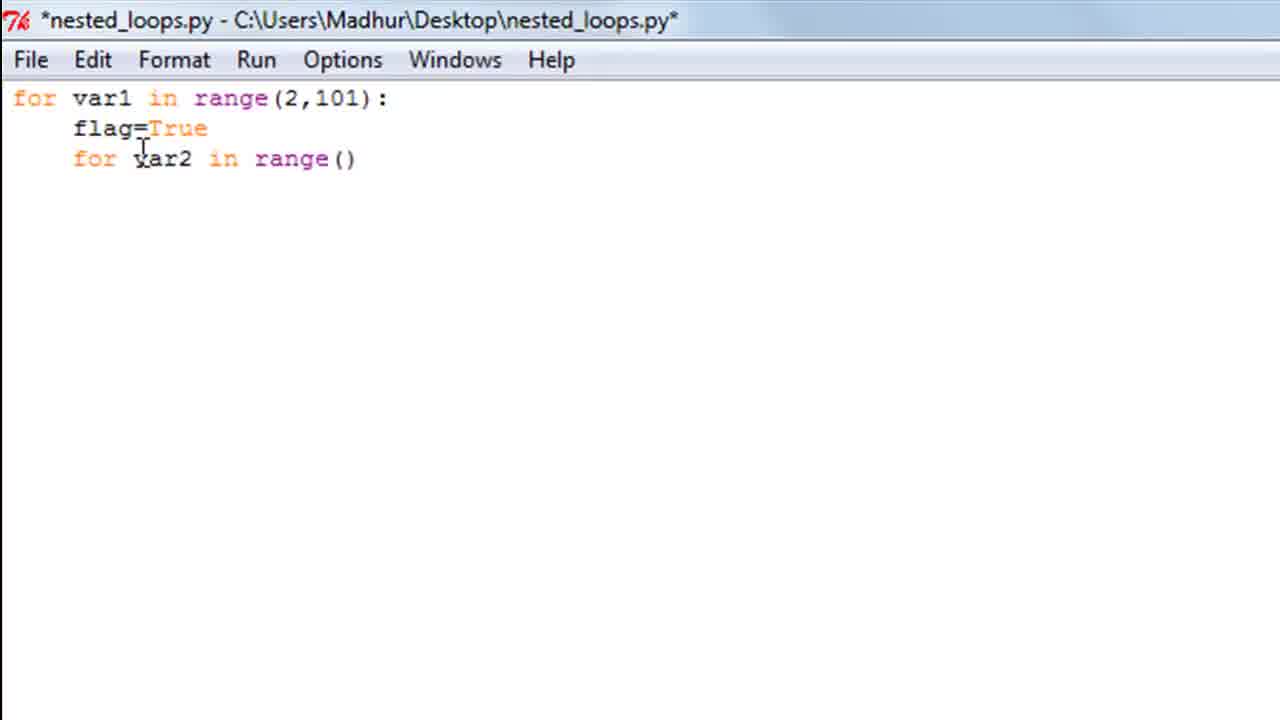 *nested_loops.py - C:\Users\Madhur\Desktop\nested_loops.py*
File Edit Format Run Options Windows Help
for var1 in range(2,101):
    flag=True
    for var2 in range()